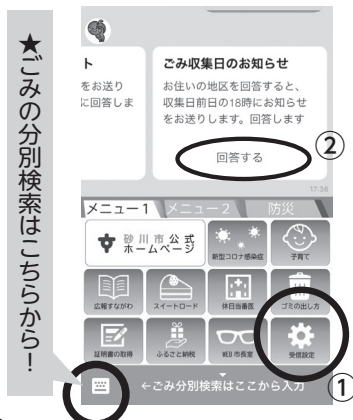 ★ごみの分別検索はこちらから！
ト
をお送り
に回答しま
ごみ収集日のお知らせ
お住いの地区を回答すると、
収集日前日の18時にお知らせ
をお送りします。回答します
回答する
②
17:36
メニュー1
メニュー2
防災
砂川市公式
ホームページ
新型コロナ感染症
子育て
広報すながわ
スイートロード
休日当番医
ゴミの出し方
証明書の取得
ふるさと納税
WEB市長室
受信設定
←ごみ分別検索はここから入力
①